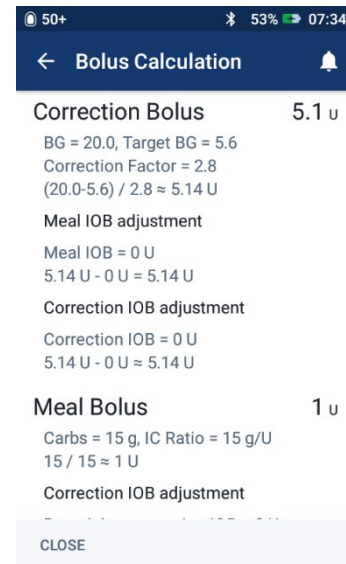 50+ 53% 07:34
← Bolus Calculation
Correction Bolus 5.1 U
BG = 20.0, Target BG = 5.6
Correction Factor = 2.8
(20.0-5.6) / 2.8 ≈ 5.14 U
Meal IOB adjustment
Meal IOB = 0 U
5.14 U - 0 U = 5.14 U
Correction IOB adjustment
Correction IOB = 0 U
5.14 U - 0 U ≈ 5.14 U
Meal Bolus 1 U
Carbs = 15 g, IC Ratio = 15 g/U
15 / 15 ≈ 1 U
Correction IOB adjustment
CLOSE